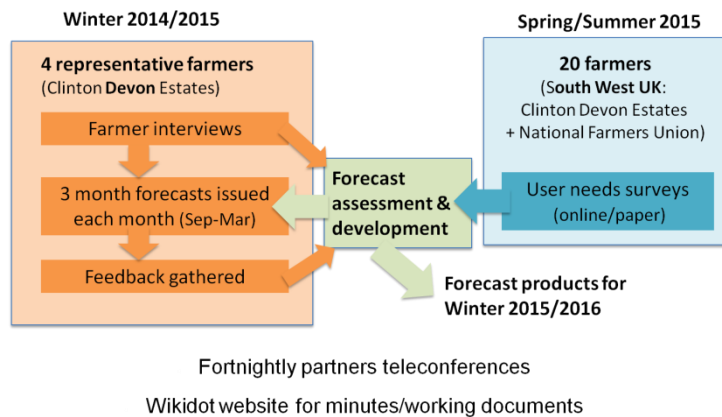 Winter 2014/2015
4 representative farmers
(Clinton Devon Estates)
Farmer interviews
3 month forecasts issued
each month (Sep-Mar)
Feedback gathered
Forecast
assessment &
development
Spring/Summer 2015
20 farmers
(South West UK:
Clinton Devon Estates
+ National Farmers Union)
User needs surveys
(online/paper)
Forecast products for
Winter 2015/2016
Fortnightly partners teleconferences
Wikidot website for minutes/working documents